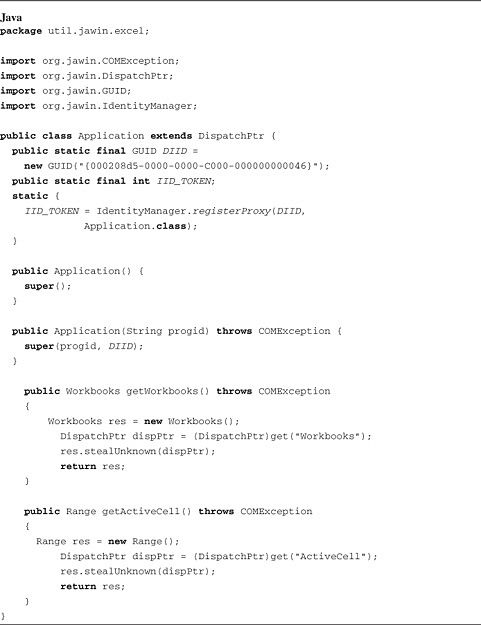 Java
package util.jawin.excel;
import org.jawin.COMException;
import org.jawin.DispatchPtr;
import org.jawin.GUID;
import org.jawin.IdentityManager;
public class Application extends DispatchPtr {
public static final GUID DIID =
new GUID("{000208d5-0000-0000-C000-000000000046}");
public static final int IID_TOKEN;
static {
IID_TOKEN = IdentityManager.registerProxy(DIID,
Application.class);
}
public Application() {
super();
}
public Application(String progid) throws COMException {
super(progid, DIID);
}
public Workbooks getWorkbooks() throws COMException
{
Workbooks res = new Workbooks();
DispatchPtr dispPtr = (DispatchPtr)get("Workbooks");
res.stealUnknown(dispPtr);
return res;
}
public Range getActiveCell() throws COMException
{
Range res = new Range();
DispatchPtr dispPtr = (DispatchPtr)get("ActiveCell");
res.stealUnknown(dispPtr);
return res;
}
}